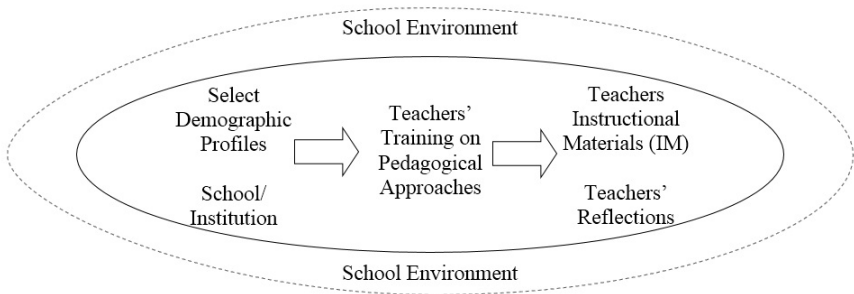 School Environment
Select
Demographic
Profiles
School/
Institution
Teachers’
Training on
Pedagogical
Approaches
Teachers
Instructional
Materials (IM)
Teachers’
Reflections
School Environment